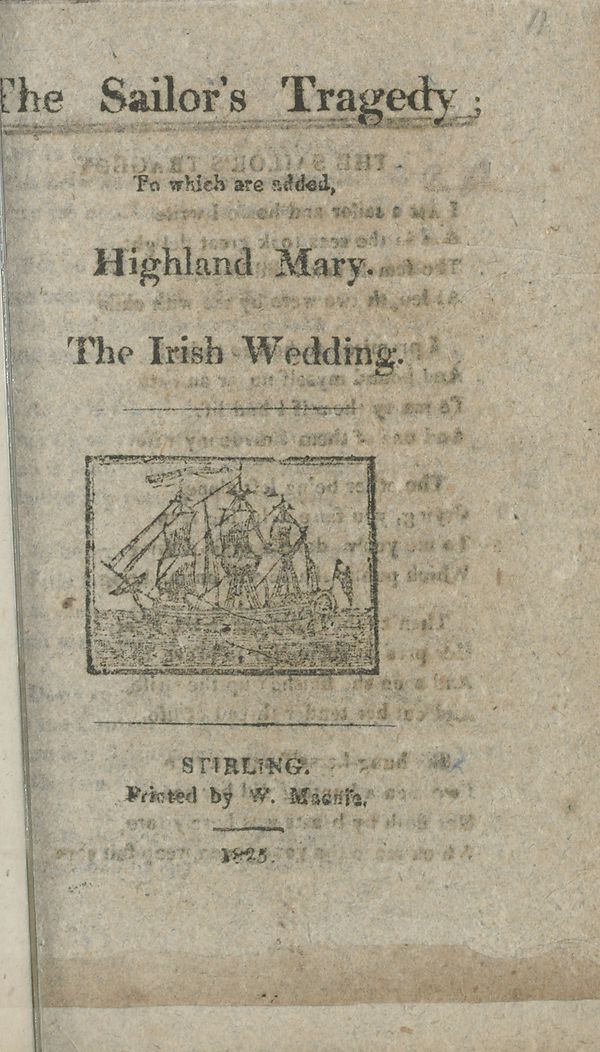 The Sailor's Tragedy;
To which are added,
Highland Mary.
The Irish Wedding.
STIRLING.
Printed by W. Macnie.
1825.